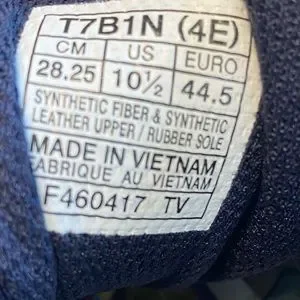 T7B1N (4E)
CM US EURO
28.25 10½ 44.5
SYNTHETIC FIBER & SYNTHETIC
LEATHER UPPER / RUBBER SOLE
MADE IN VIETNAM
FABRIQUE AU VIETNAM
F460417 TV